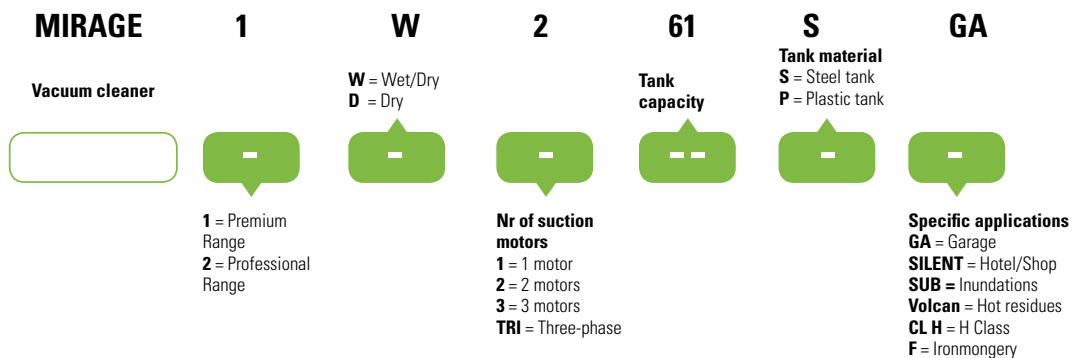 MIRAGE 1 W 2 61 S GA
Vacuum cleaner
W = Wet/Dry
D = Dry
Tank
capacity
Tank material
S = Steel tank
P = Plastic tank
- - - -- - -
1 = Premium
Range
2 = Professional
Range
Nr of suction
motors
1 = 1 motor
2 = 2 motors
3 = 3 motors
TRI = Three-phase
Specific applications
GA = Garage
SILENT = Hotel/Shop
SUB = Inundations
Volcan = Hot residues
CL H = H Class
F = Ironmongery